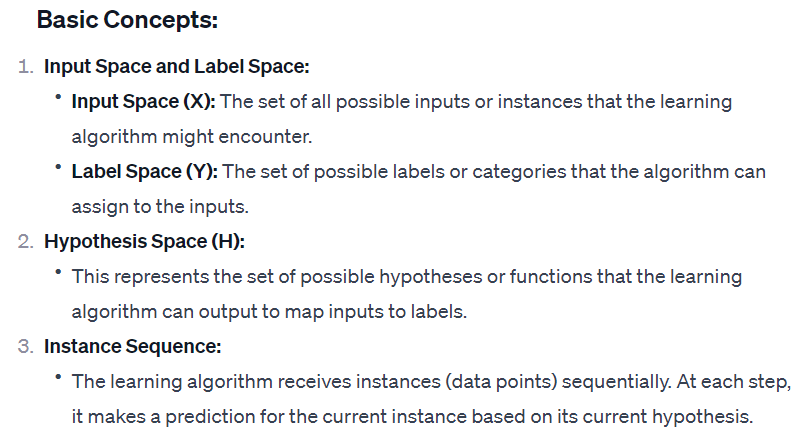 Basic Concepts:
1. Input Space and Label Space:
• Input Space (X): The set of all possible inputs or instances that the learning
algorithm might encounter.
• Label Space (Y): The set of possible labels or categories that the algorithm can
assign to the inputs.
2. Hypothesis Space (H):
• This represents the set of possible hypotheses or functions that the learning
algorithm can output to map inputs to labels.
3. Instance Sequence:
• The learning algorithm receives instances (data points) sequentially. At each step,
it makes a prediction for the current instance based on its current hypothesis.